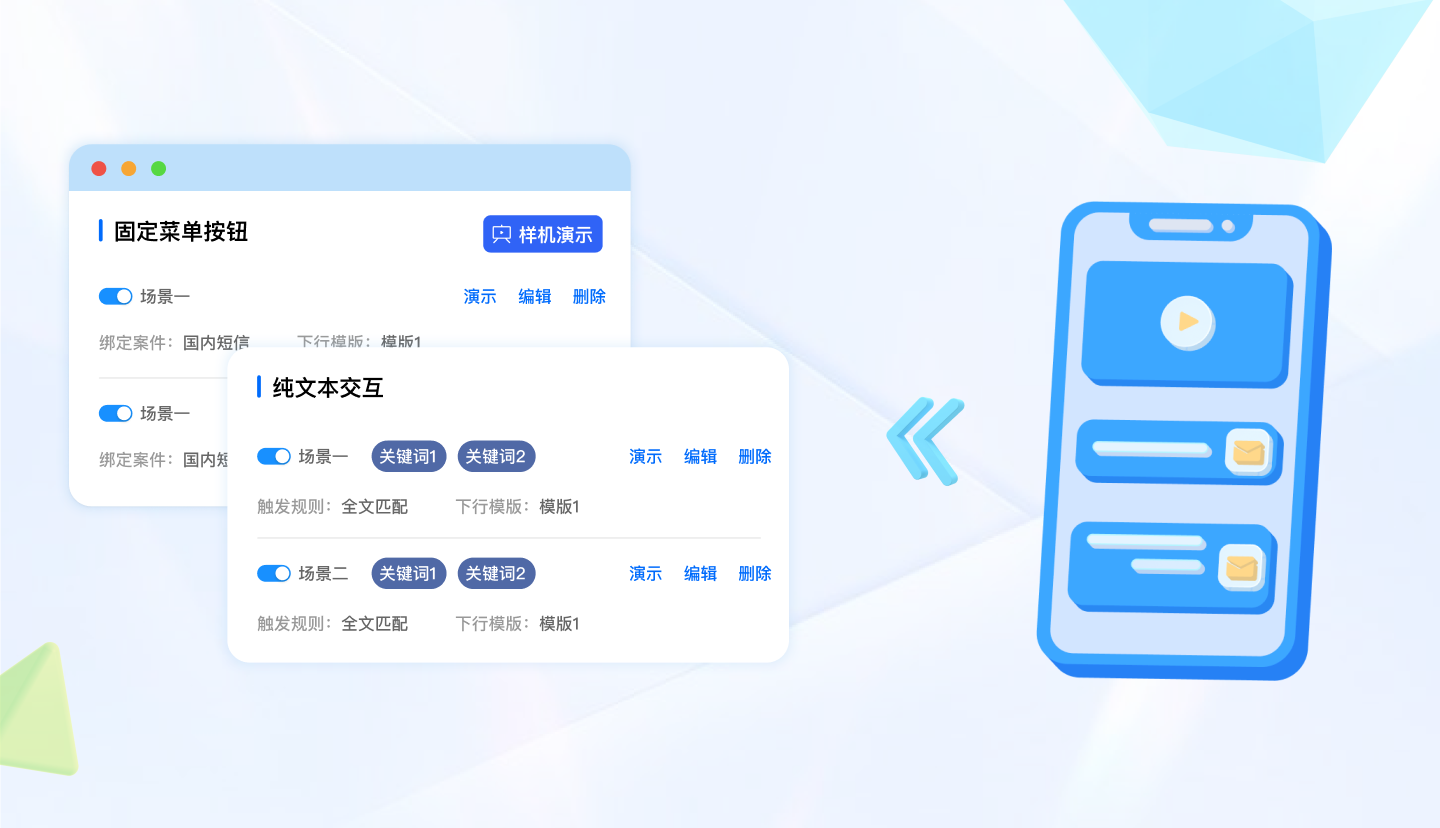 固定菜单按钮
样机演示
场景一 演示 编辑 删除
绑定案件：国内短信 下行模版：模版1
场景一
绑定案件：国内短
纯文本交互
场景一 关键词1 关键词2 演示 编辑 删除
触发规则：全文匹配 下行模版：模版1
场景二 关键词1 关键词2 演示 编辑 删除
触发规则：全文匹配 下行模版：模版1